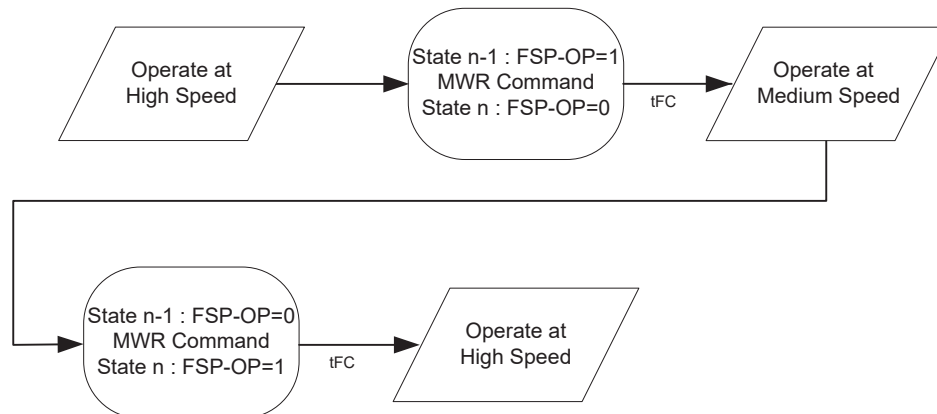 Operate at
High Speed
State n-1 : FSP-OP=1
MWR Command
State n : FSP-OP=0
tFC
Operate at
Medium Speed
State n-1 : FSP-OP=0
MWR Command
State n : FSP-OP=1
tFC
Operate at
High Speed